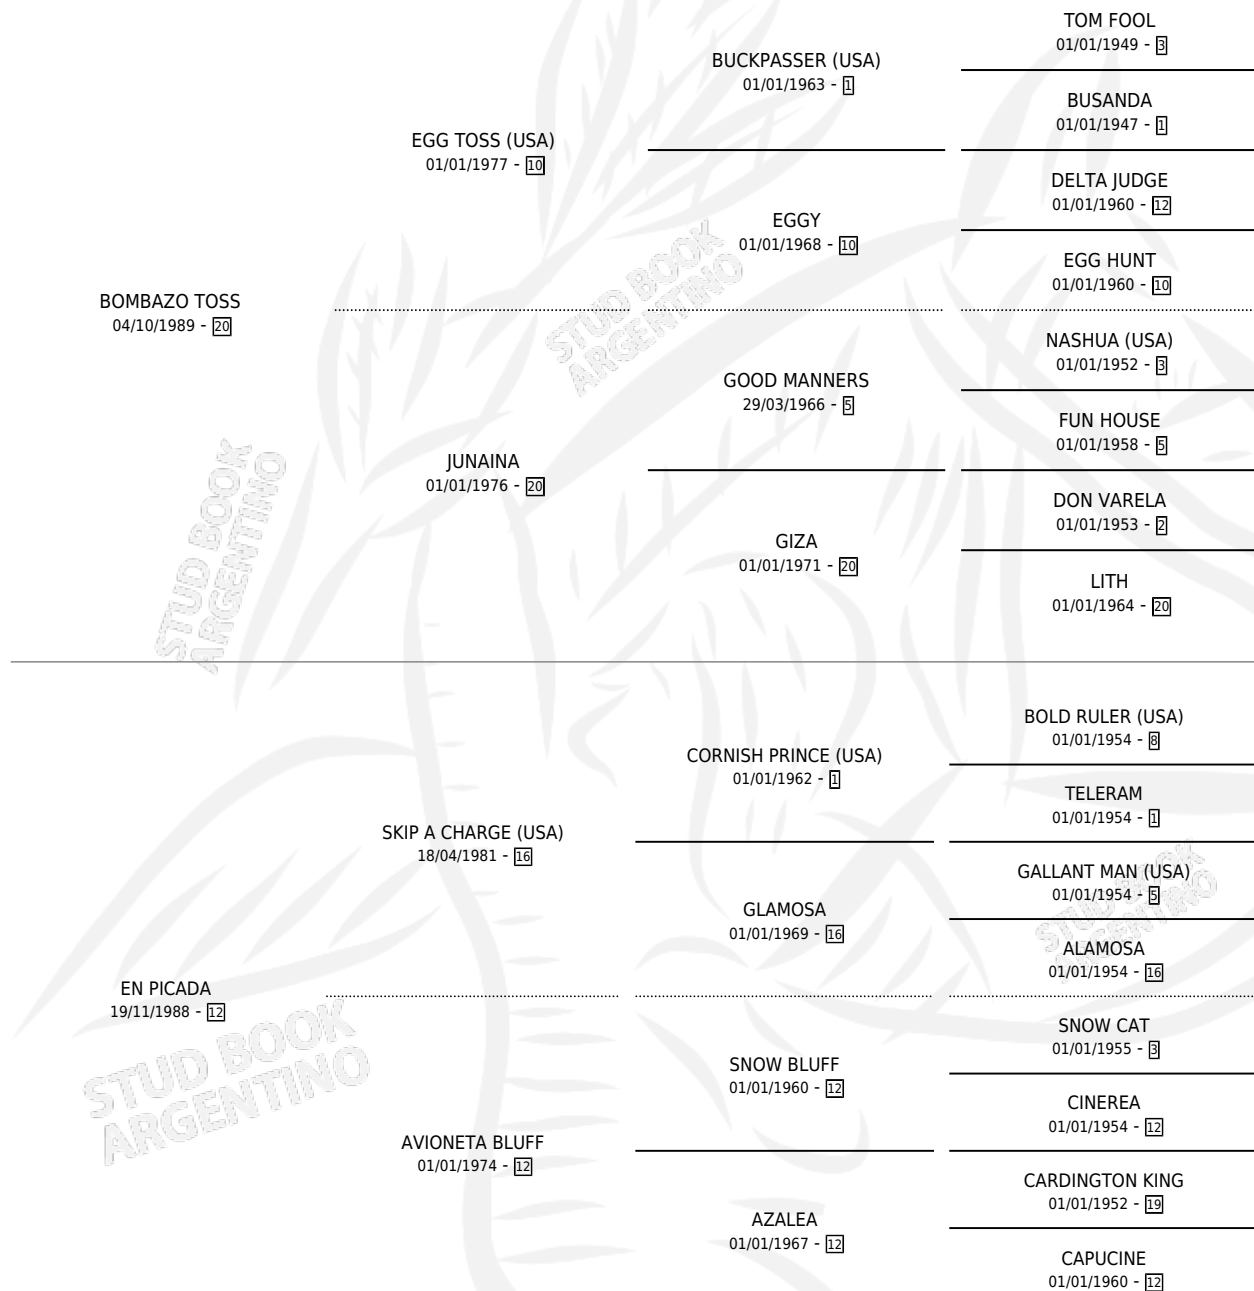 TOM FOOL
01/01/1949 - 3
BUCKPASSER (USA)
01/01/1963 - 1
BUSANDA
01/01/1947 - 1
EGG TOSS (USA)
01/01/1977 - 10
DELTA JUDGE
01/01/1960 - 12
EGGY
01/01/1968 - 10
EGG HUNT
01/01/1960 - 10
BOMBAZO TOSS
04/10/1989 - 20
NASHUA (USA)
01/01/1952 - 3
GOOD MANNERS
29/03/1966 - 5
FUN HOUSE
01/01/1958 - 5
JUNAINA
01/01/1976 - 20
DON VARELA
01/01/1953 - 2
GIZA
01/01/1971 - 20
LITH
01/01/1964 - 20
BOLD RULER (USA)
01/01/1954 - 8
CORNISH PRINCE (USA)
01/01/1962 - 1
TELERAM
01/01/1954 - 1
SKIP A CHARGE (USA)
18/04/1981 - 16
GALLANT MAN (USA)
01/01/1954 - 5
GLAMOSA
01/01/1969 - 16
ALAMOSA
01/01/1954 - 16
EN PICADA
19/11/1988 - 12
SNOW CAT
01/01/1955 - 3
SNOW BLUFF
01/01/1960 - 12
CINEREA
01/01/1954 - 12
AVIONETA BLUFF
01/01/1974 - 12
CARDINGTON KING
01/01/1952 - 19
AZALEA
01/01/1967 - 12
CAPUCINE
01/01/1960 - 12
STUD BOOK
ARGENTINO
STUD BOOK
ARGENTINO
STUD BOOK
ARGENTINO
STUD BOOK
ARGENTINO